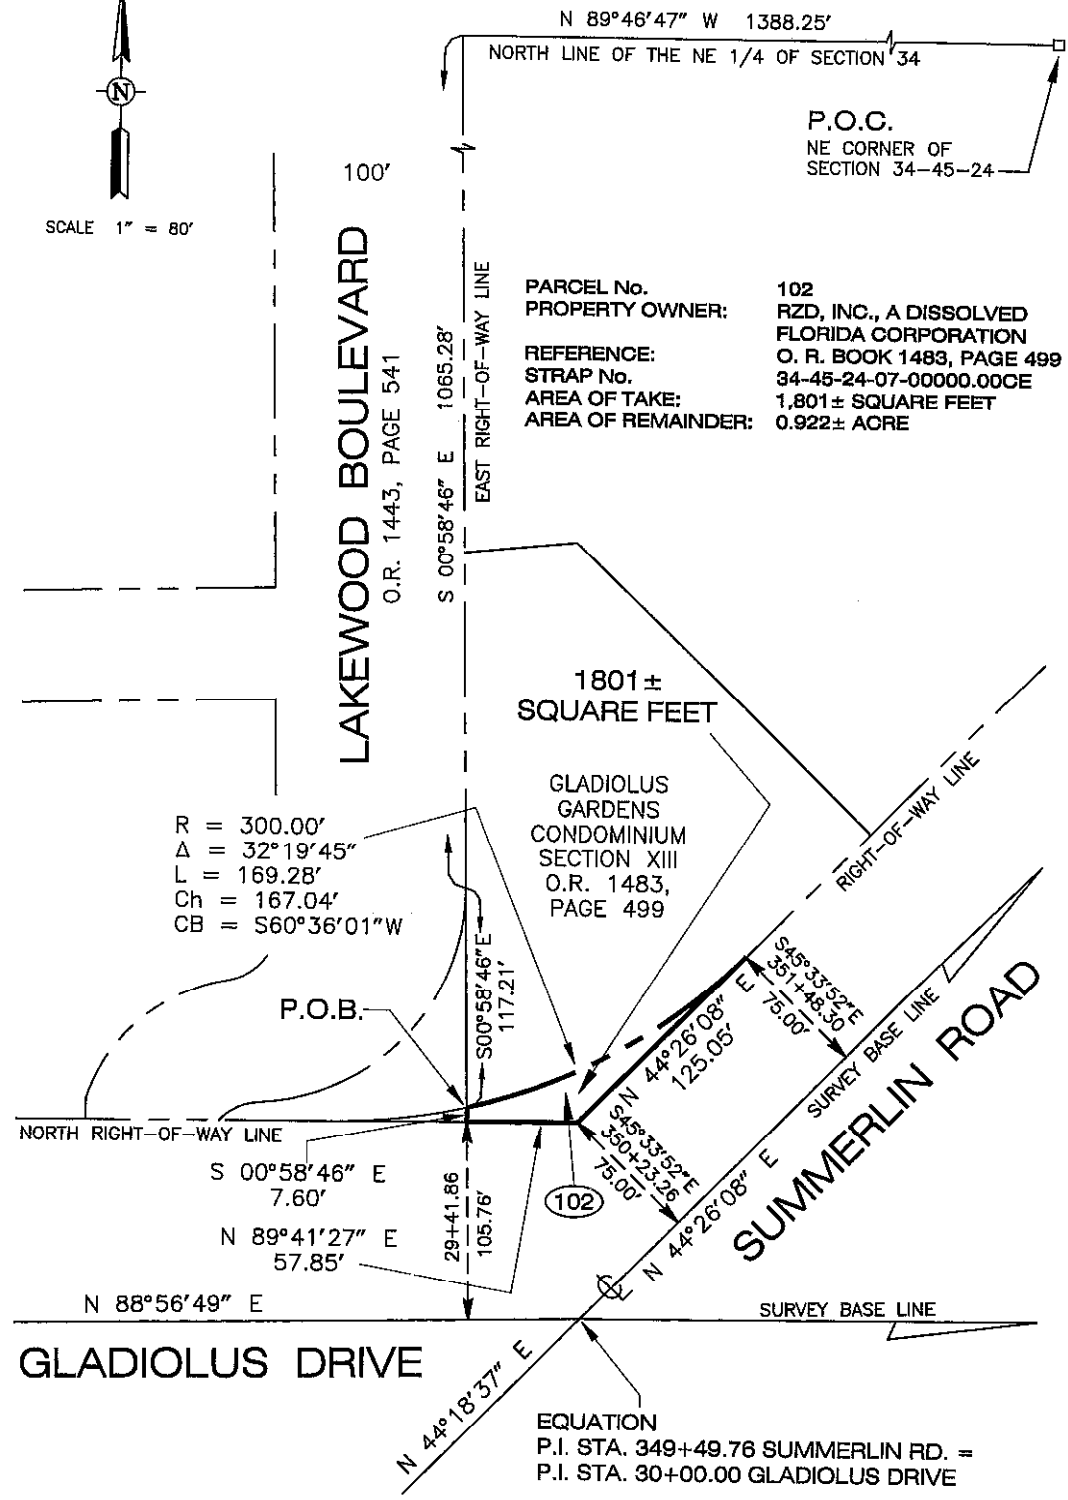 N 89°46'47" W 1388.25'
NORTH LINE OF THE NE 1/4 OF SECTION 34
N
P.O.C.
NE CORNER OF
SECTION 34-45-24
SCALE 1" = 80'
100'
LAKEWOOD BOULEVARD
O.R. 1443, PAGE 541
S 00°58'46" E 1065.28'
EAST RIGHT-OF-WAY LINE
PARCEL No. 102
PROPERTY OWNER: RZD, INC., A DISSOLVED
FLORIDA CORPORATION
REFERENCE: O. R. BOOK 1483, PAGE 499
STRAP No. 34-45-24-07-00000.00CE
AREA OF TAKE: 1,801± SQUARE FEET
AREA OF REMAINDER: 0.922± ACRE
1801±
SQUARE FEET
GLADIOLUS
GARDENS
CONDOMINIUM
SECTION XIII
O.R. 1483,
PAGE 499
RIGHT-OF-WAY LINE
R = 300.00'
Δ = 32°19'45"
L = 169.28'
Ch = 167.04'
CB = S60°36'01"W
S00°58'46"E
117.21'
P.O.B.
N 44°26'08" E
125.05'
S45°33'52"E
351+48.30
75.00'
SURVEY BASE LINE
SUMMERLIN ROAD
S45°33'52"E
350+23.26
75.00'
NORTH RIGHT-OF-WAY LINE
S 00°58'46" E
7.60'
102
N 89°41'27" E
57.85'
29+41.86
105.76'
N 44°26'08" E
N 88°56'49" E
SURVEY BASE LINE
GLADIOLUS DRIVE
N 44°18'37" E
EQUATION
P.I. STA. 349+49.76 SUMMERLIN RD. =
P.I. STA. 30+00.00 GLADIOLUS DRIVE